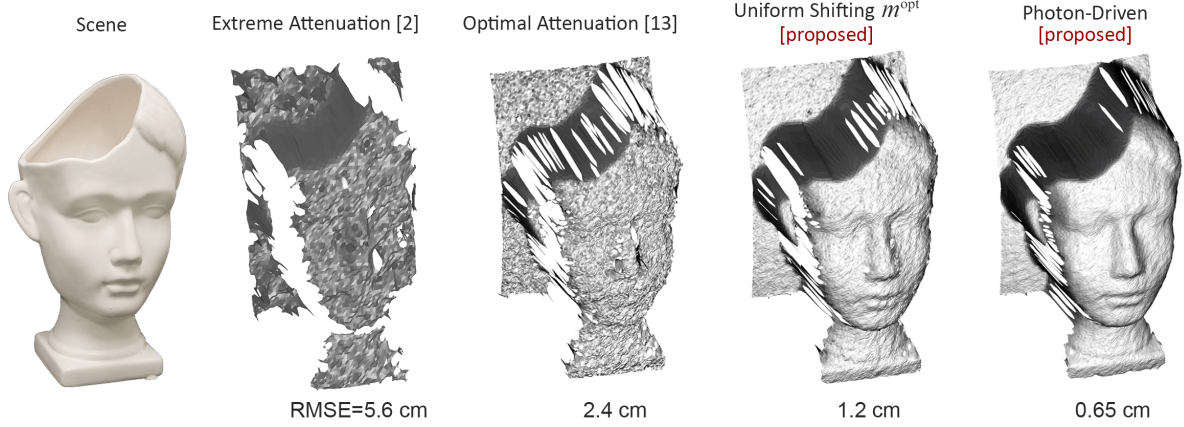 Scene
Extreme Attenuation [2]
Optimal Attenuation [13]
Uniform Shifting m^opt
[proposed]
Photon-Driven
[proposed]
RMSE=5.6 cm
2.4 cm
1.2 cm
0.65 cm